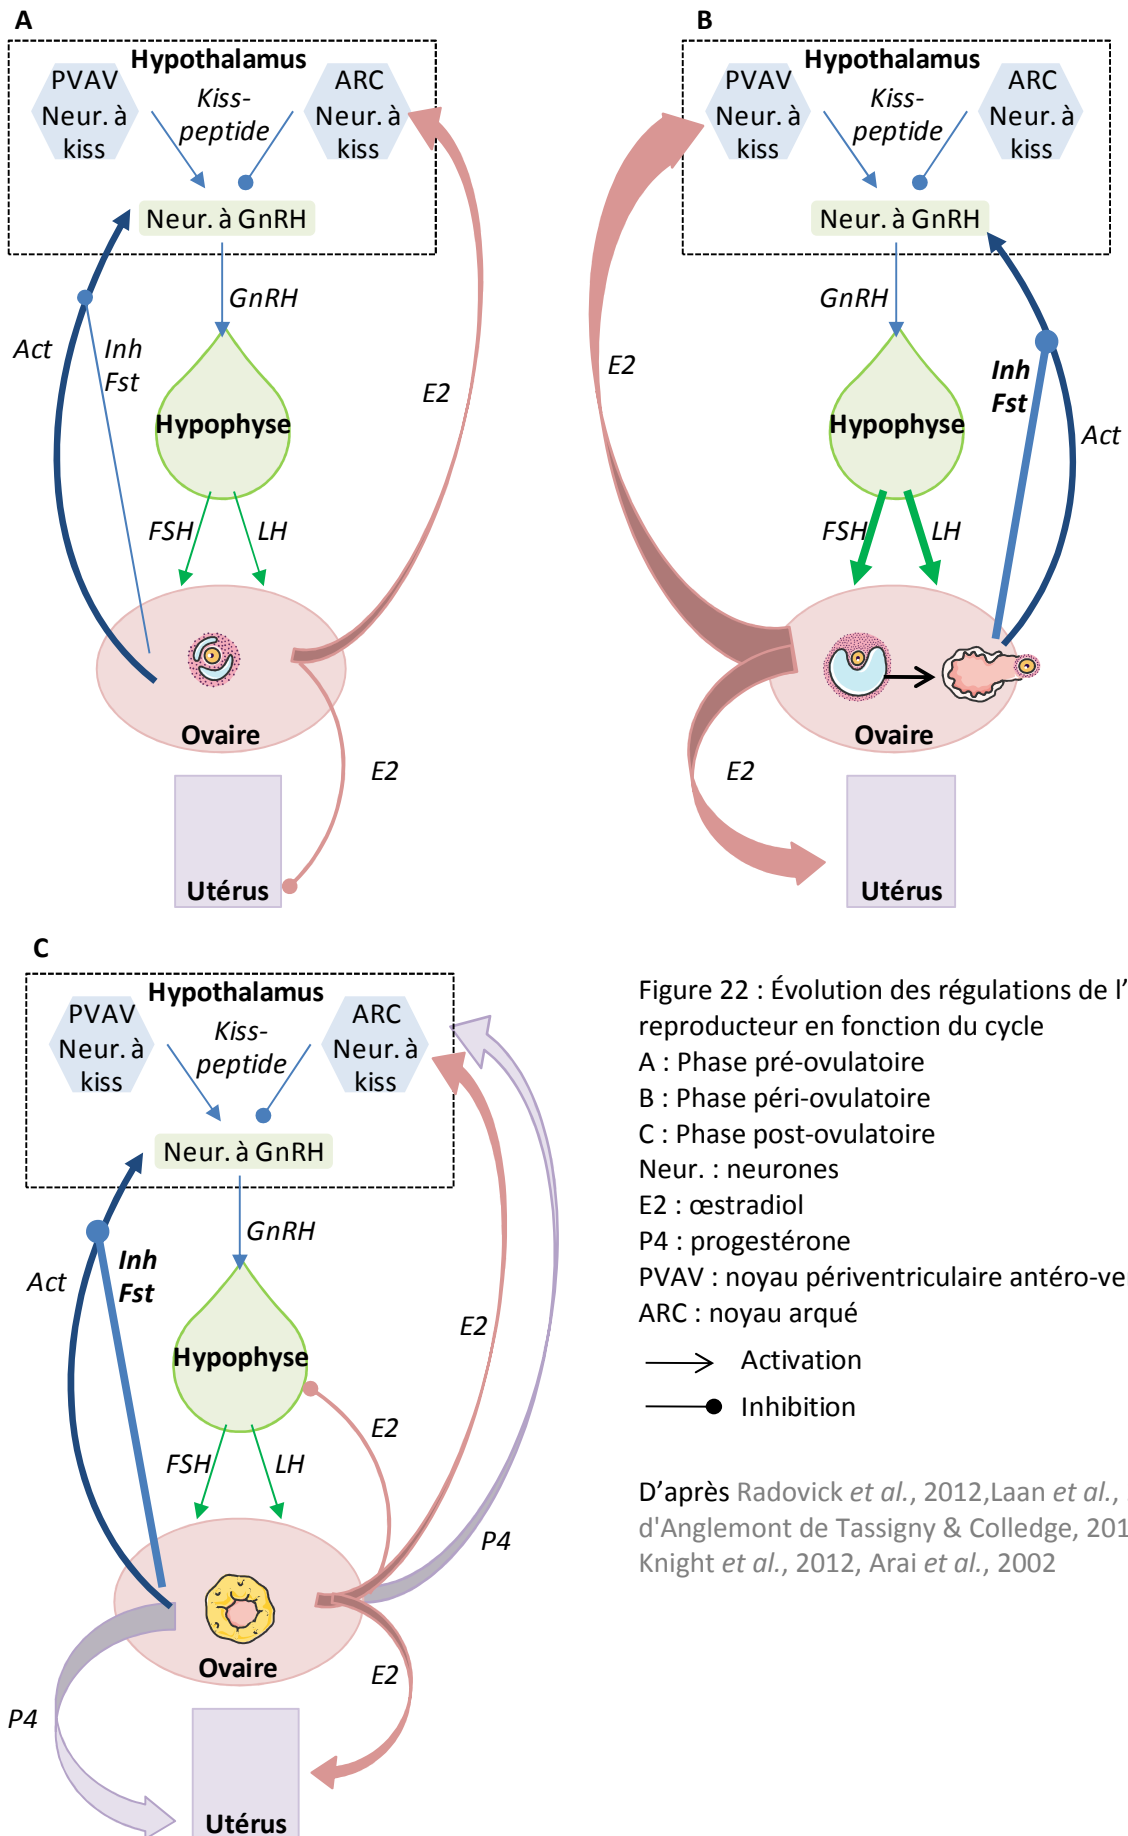 A
Hypothalamus
PVAV
Neur. à
kiss
Kiss-
peptide
ARC
Neur. à
kiss
Neur. à GnRH
GnRH
Act
Inh
Fst
E2
Hypophyse
FSH
LH
Ovaire
E2
Utérus
B
Hypothalamus
PVAV
Neur. à
kiss
Kiss-
peptide
ARC
Neur. à
kiss
Neur. à GnRH
GnRH
E2
Inh
Fst
Act
Hypophyse
FSH
LH
Ovaire
E2
Utérus
C
Hypothalamus
PVAV
Neur. à
kiss
Kiss-
peptide
ARC
Neur. à
kiss
Neur. à GnRH
GnRH
Act
Inh
Fst
E2
Hypophyse
E2
FSH
LH
P4
Ovaire
E2
P4
Utérus
Figure 22 : Évolution des régulations de l’
reproducteur en fonction du cycle
A : Phase pré-ovulatoire
B : Phase péri-ovulatoire
C : Phase post-ovulatoire
Neur. : neurones
E2 : œstradiol
P4 : progestérone
PVAV : noyau périventriculaire antéro-ve
ARC : noyau arqué
Activation
Inhibition
D’après Radovick et al., 2012,Laan et al.,
d'Anglemont de Tassigny & Colledge, 201
Knight et al., 2012, Arai et al., 2002